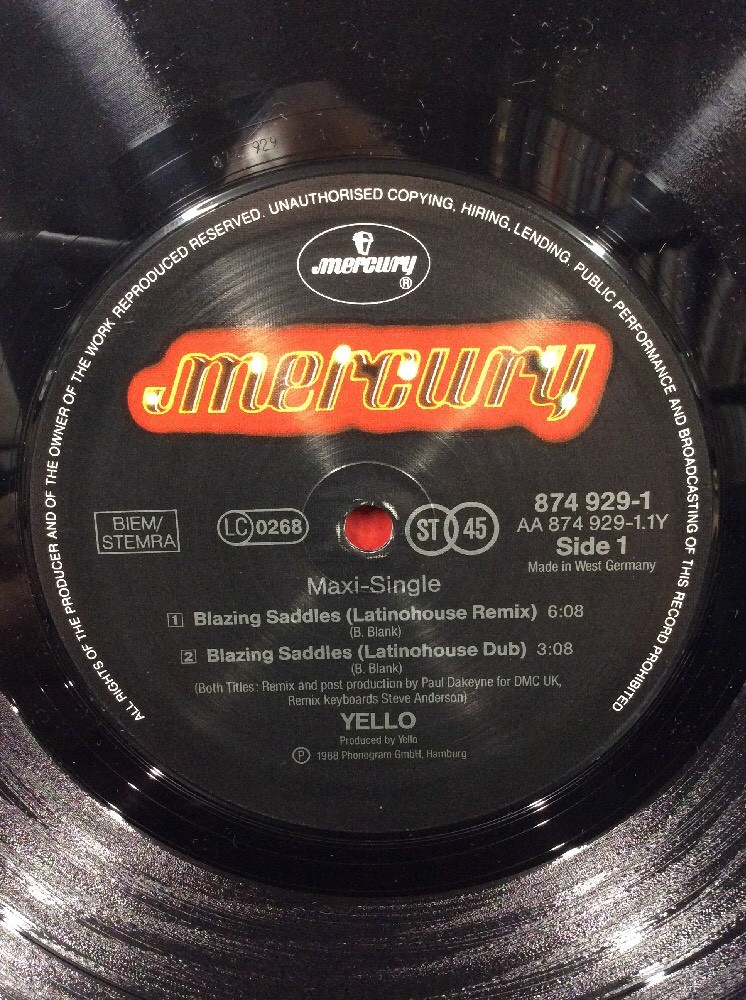 924
ALL RIGHTS OF THE PRODUCER AND OF THE OWNER OF THE WORK REPRODUCED RESERVED. UNAUTHORISED COPYING, HIRING, LENDING, PUBLIC PERFORMANCE AND BROADCASTING OF THIS RECORD PROHIBITED
mercury
®
mercury
BIEM/
STEMRA
LC 0268
ST 45
874 929-1
AA 874 929-1.1Y
Side 1
Made in West Germany
Maxi-Single
1 Blazing Saddles (Latinohouse Remix) 6:08
(B. Blank)
2 Blazing Saddles (Latinohouse Dub) 3:08
(B. Blank)
(Both Titles: Remix and post production by Paul Dakeyne for DMC UK,
Remix keyboards Steve Anderson)
YELLO
Produced by Yello
℗ 1988 Phonogram GmbH, Hamburg